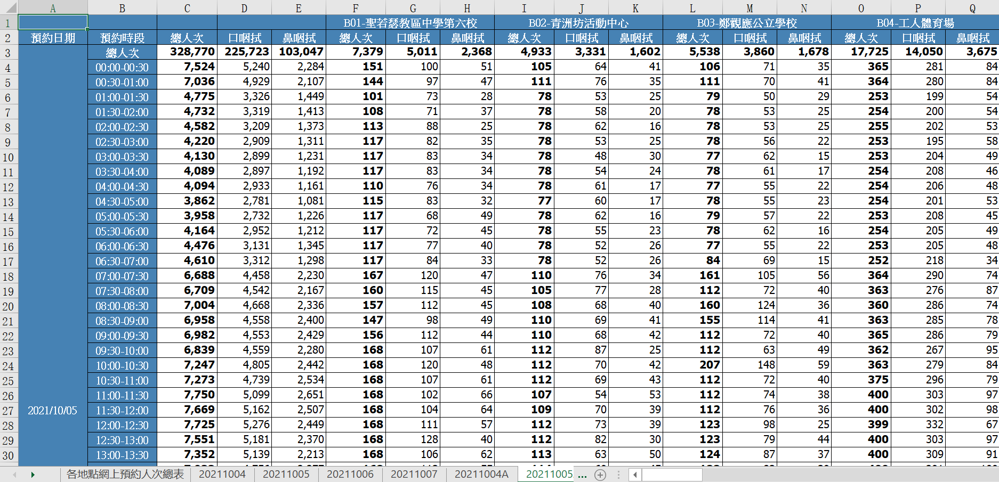 A B C D E F G H I J K L M N O P Q
1 B01-聖若瑟教區中學第六校 B02-青洲坊活動中心 B03-鄭觀應公立學校 B04-工人體育場
2 預約日期 預約時段 總人次 口咽拭 鼻咽拭 總人次 口咽拭 鼻咽拭 總人次 口咽拭 鼻咽拭 總人次 口咽拭 鼻咽拭 總人次 口咽拭 鼻咽拭
3 總人次 328,770 225,723 103,047 7,379 5,011 2,368 4,933 3,331 1,602 5,538 3,860 1,678 17,725 14,050 3,675
4 00:00-00:30 7,524 5,240 2,284 151 100 51 105 64 41 106 71 35 365 281 84
5 00:30-01:00 7,036 4,929 2,107 144 97 47 111 76 35 111 70 41 364 280 84
6 01:00-01:30 4,775 3,326 1,449 101 73 28 78 53 25 79 50 29 253 199 54
7 01:30-02:00 4,732 3,319 1,413 108 71 37 78 58 20 78 53 25 254 200 54
8 02:00-02:30 4,582 3,209 1,373 113 88 25 78 62 16 78 53 25 255 202 53
9 02:30-03:00 4,220 2,909 1,311 117 82 35 78 53 25 78 56 22 253 195 58
10 03:00-03:30 4,130 2,899 1,231 117 83 34 78 48 30 77 62 15 253 204 49
11 03:30-04:00 4,089 2,897 1,192 117 83 34 78 54 24 78 61 17 254 208 46
12 04:00-04:30 4,094 2,933 1,161 110 76 34 78 61 17 77 55 22 254 206 48
13 04:30-05:00 3,862 2,781 1,081 115 83 32 77 60 17 78 55 23 254 201 53
14 05:00-05:30 3,958 2,732 1,226 117 68 49 78 62 16 79 57 22 253 208 45
15 05:30-06:00 4,164 2,952 1,212 117 72 45 78 55 23 78 62 16 254 205 49
16 06:00-06:30 4,476 3,131 1,345 117 77 40 78 52 26 77 55 22 253 205 48
17 06:30-07:00 4,610 3,312 1,298 117 84 33 78 52 26 84 69 15 252 218 34
18 07:00-07:30 6,688 4,458 2,230 167 120 47 110 76 34 161 105 56 364 290 74
19 07:30-08:00 6,709 4,542 2,167 160 115 45 105 77 28 112 72 40 363 276 87
20 08:00-08:30 7,004 4,668 2,336 157 112 45 108 68 40 160 124 36 360 286 74
21 08:30-09:00 6,958 4,558 2,400 147 98 49 110 69 41 155 114 41 363 285 78
22 09:00-09:30 6,982 4,553 2,429 156 112 44 110 68 42 112 72 40 365 286 79
23 09:30-10:00 6,839 4,559 2,280 168 107 61 112 87 25 112 63 49 362 267 95
24 10:00-10:30 7,247 4,805 2,442 168 120 48 112 70 42 207 148 59 363 279 84
25 10:30-11:00 7,273 4,739 2,534 168 107 61 112 69 43 112 72 40 375 296 79
26 11:00-11:30 7,750 5,099 2,651 168 102 66 107 54 53 112 74 38 400 303 97
27 2021/10/05 11:30-12:00 7,669 5,162 2,507 168 104 64 109 70 39 112 76 36 400 302 98
28 12:00-12:30 7,725 5,276 2,449 168 111 57 112 73 39 123 98 25 399 332 67
29 12:30-13:00 7,551 5,181 2,370 168 128 40 112 82 30 123 79 44 400 303 97
30 13:00-13:30 7,352 5,139 2,213 168 106 62 113 63 50 124 87 37 400 309 91
各地點網上預約人次總表 20211004 20211005 20211006 20211007 20211004A 20211005 ...